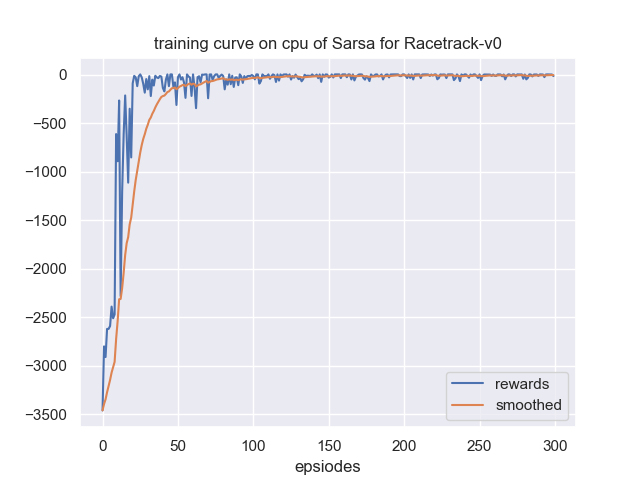 training curve on cpu of Sarsa for Racetrack-v0
0
−500
−1000
−1500
−2000
−2500
−3000
−3500
rewards
smoothed
0 50 100 150 200 250 300
epsiodes